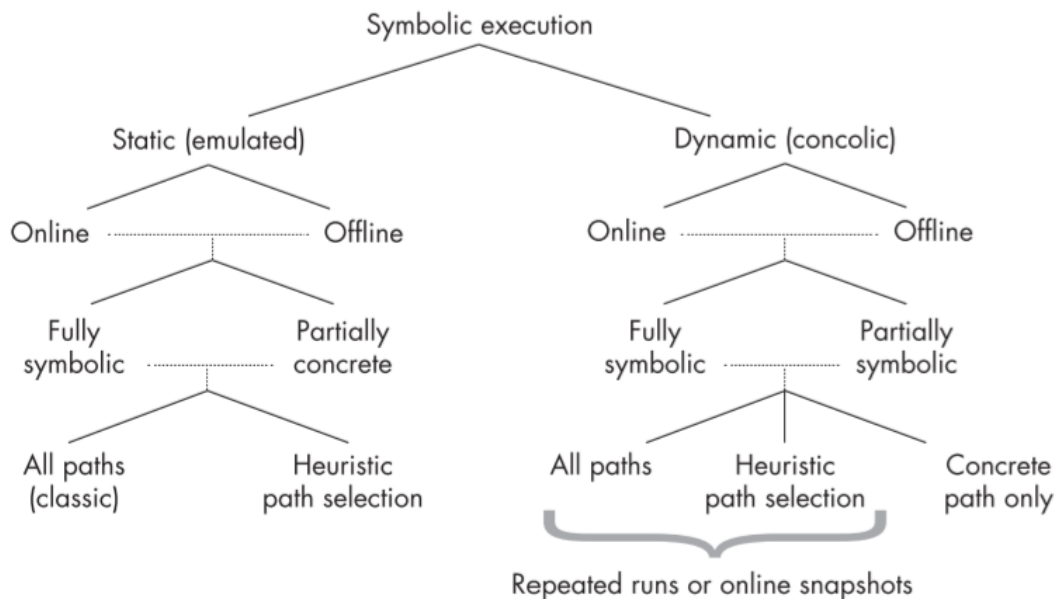 Symbolic execution
Static (emulated)
Dynamic (concolic)
Online
Offline
Online
Offline
Fully
symbolic
Partially
concrete
Fully
symbolic
Partially
symbolic
All paths
(classic)
Heuristic
path selection
All paths
Heuristic
path selection
Concrete
path only
Repeated runs or online snapshots